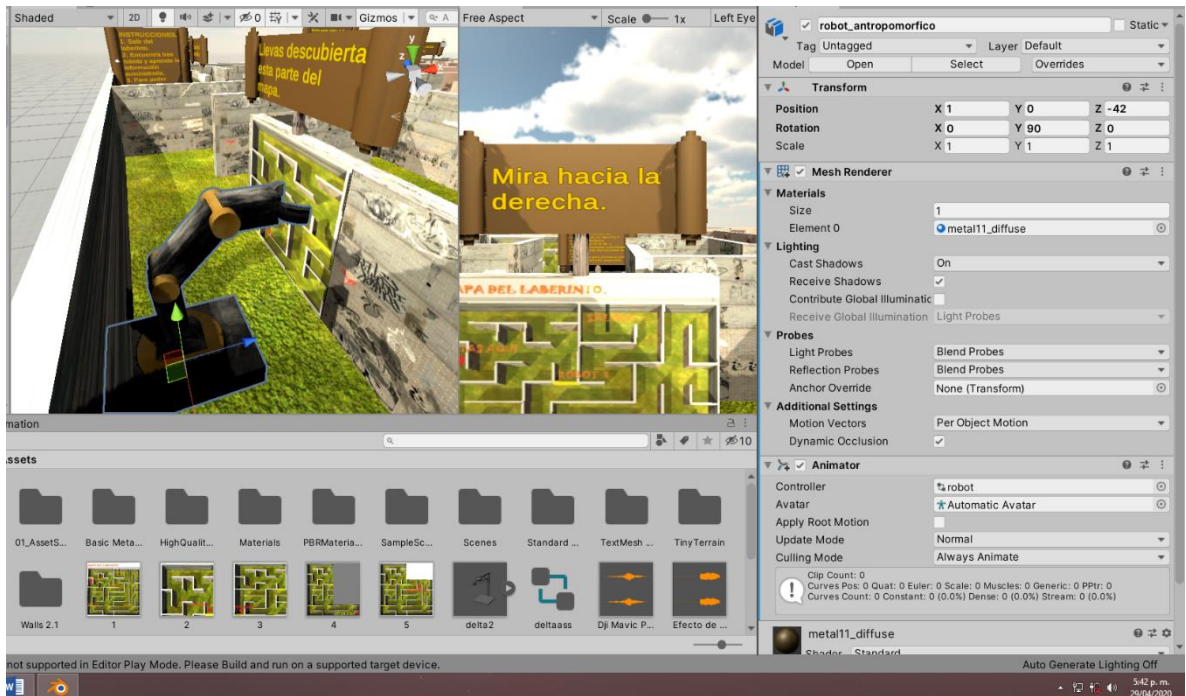 Shaded 2D 0 Gizmos All
Free Aspect Scale 1x Left Eye
INSTRUCCIONES.
1. Salir del
laberinto.
Llevas descubierta
esta parte del
mapa.
y
z
x
Mira hacia la
derecha.
MAPA DEL LABERINTO.
robot_antropomorfico Static
Tag Untagged Layer Default
Model Open Select Overrides
Transform
Position X 1 Y 0 Z -42
Rotation X 0 Y 90 Z 0
Scale X 1 Y 1 Z 1
Mesh Renderer
Materials
Size 1
Element 0 metal11_diffuse
Lighting
Cast Shadows On
Receive Shadows
Contribute Global Illuminatic
Receive Global Illumination Light Probes
Probes
Light Probes Blend Probes
Reflection Probes Blend Probes
Anchor Override None (Transform)
Additional Settings
Motion Vectors Per Object Motion
Dynamic Occlusion
Animator
Controller robot
Avatar Automatic Avatar
Apply Root Motion
Update Mode Normal
Culling Mode Always Animate
Clip Count: 0
Curves Pos: 0 Quat: 0 Euler: 0 Scale: 0 Muscles: 0 Generic: 0 PPtr: 0
Curves Count: 0 Constant: 0 (0.0%) Dense: 0 (0.0%) Stream: 0 (0.0%)
metal11_diffuse
Shader Standard
mation
10
Assets
01_AssetS... Basic Meta... HighQualit... Materials PBRMateria... SampleSc... Scenes Standard ... TextMesh ... TinyTerrain
Walls 2.1 1 2 3 4 5 delta2 deltaass Dji Mavic P... Efecto de ...
not supported in Editor Play Mode. Please Build and run on a supported target device.
Auto Generate Lighting Off
5:42 p. m.
29/04/2020